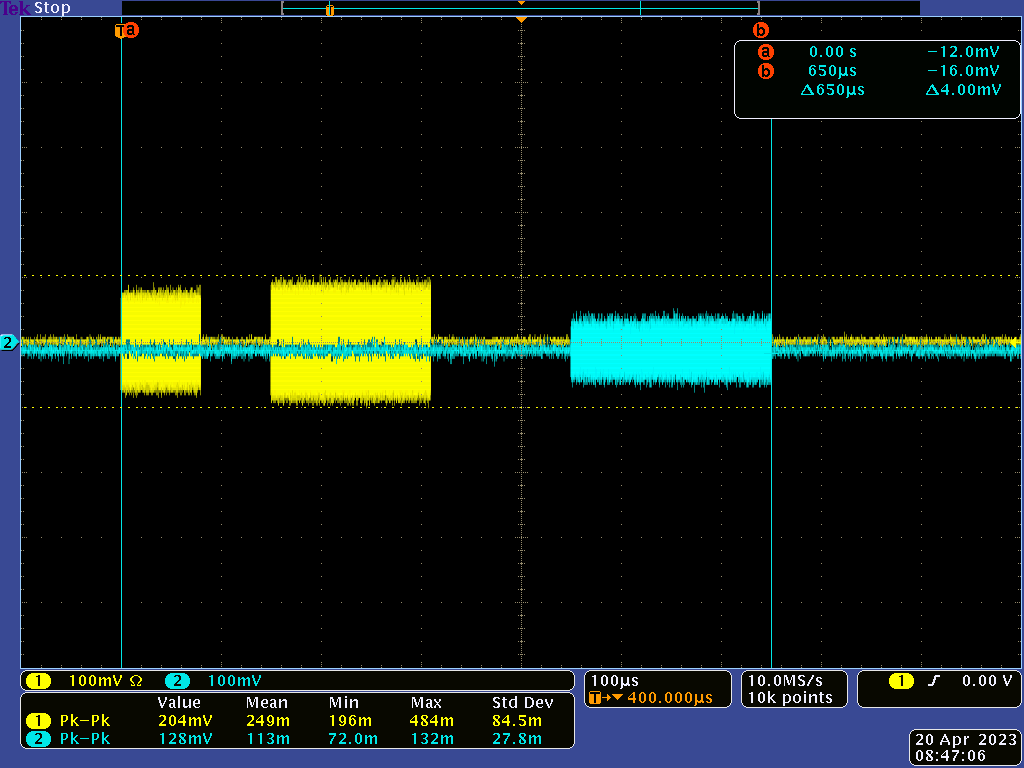 Tek Stop
T a b
a 0.00 s −12.0mV
b 650µs −16.0mV
Δ650µs Δ4.00mV
2
1 100mV Ω 2 100mV
Value Mean Min Max Std Dev
1 Pk–Pk 204mV 249m 196m 484m 84.5m
2 Pk–Pk 128mV 113m 72.0m 132m 27.8m
100µs
T→▼400.000µs
10.0MS/s
10k points
1 0.00 V
20 Apr 2023
08:47:06